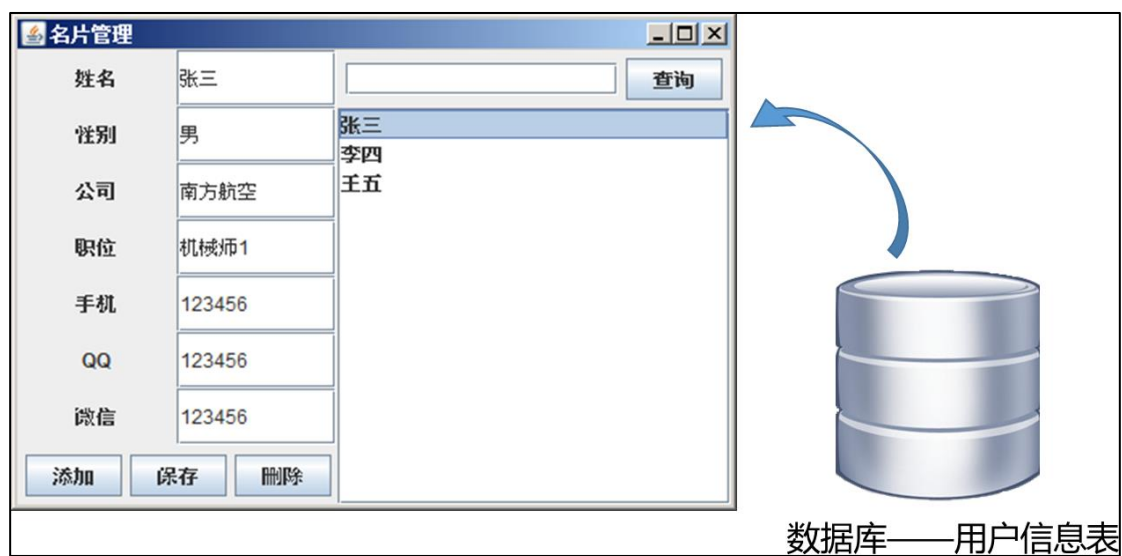 名片管理
姓名 张三 查询
性别 男
公司 南方航空
职位 机械师1
手机 123456
QQ 123456
微信 123456
添加 保存 删除
张三
李四
王五
数据库——用户信息表